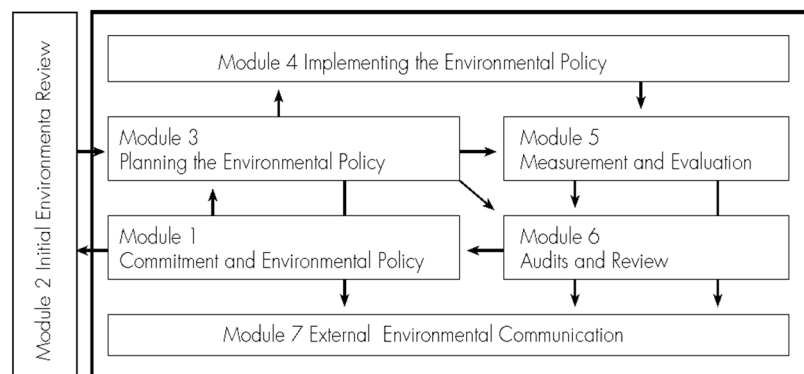 Module 2 Initial Environmenta Review
Module 4 Implementing the Environmental Policy
Module 3
Planning the Environmental Policy
Module 5
Measurement and Evaluation
Module 1
Commitment and Environmental Policy
Module 6
Audits and Review
Module 7 External Environmental Communication